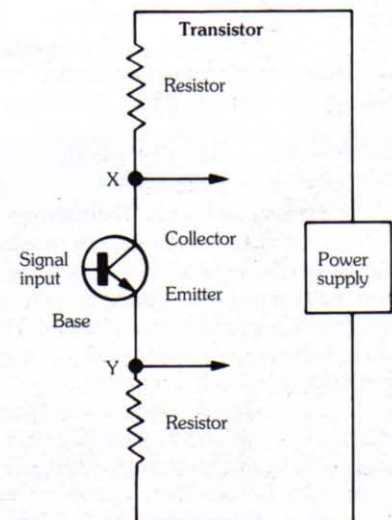 Transistor
Resistor
X
Collector
Signal
input
Power
supply
Emitter
Base
Y
Resistor